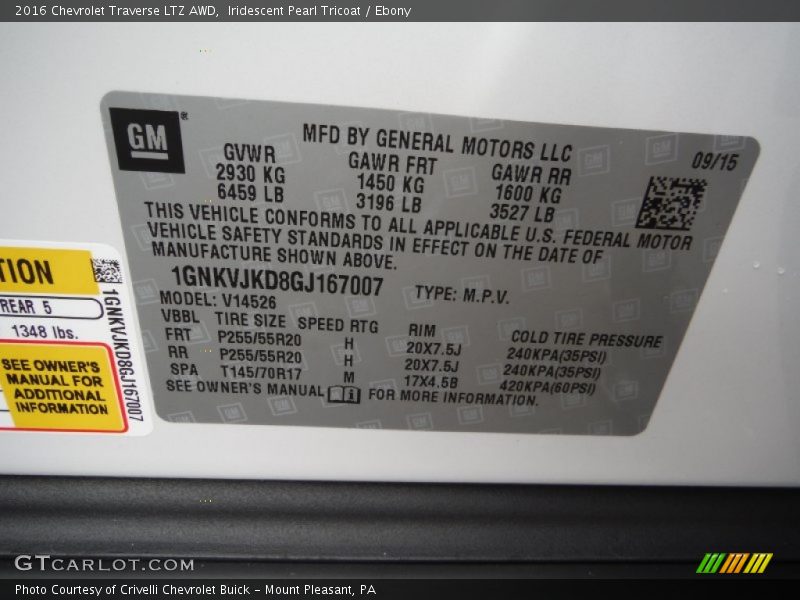 2016 Chevrolet Traverse LTZ AWD, Iridescent Pearl Tricoat / Ebony
GM®
MFD BY GENERAL MOTORS LLC
09/15
GVWR GAWR FRT GAWR RR
2930 KG 1450 KG 1600 KG
6459 LB 3196 LB 3527 LB
THIS VEHICLE CONFORMS TO ALL APPLICABLE U.S. FEDERAL MOTOR
VEHICLE SAFETY STANDARDS IN EFFECT ON THE DATE OF
MANUFACTURE SHOWN ABOVE.
1GNKVJKD8GJ167007 TYPE: M.P.V.
MODEL: V14526
VBBL TIRE SIZE SPEED RTG RIM COLD TIRE PRESSURE
FRT P255/55R20 H 20X7.5J 240KPA(35PSI)
RR P255/55R20 H 20X7.5J 240KPA(35PSI)
SPA T145/70R17 M 17X4.5B 420KPA(60PSI)
SEE OWNER'S MANUAL FOR MORE INFORMATION.
TION
REAR 5
1348 lbs.
SEE OWNER'S
MANUAL FOR
ADDITIONAL
INFORMATION
1GNKVJKD8GJ167007
GTCARLOT.COM
Photo Courtesy of Crivelli Chevrolet Buick - Mount Pleasant, PA